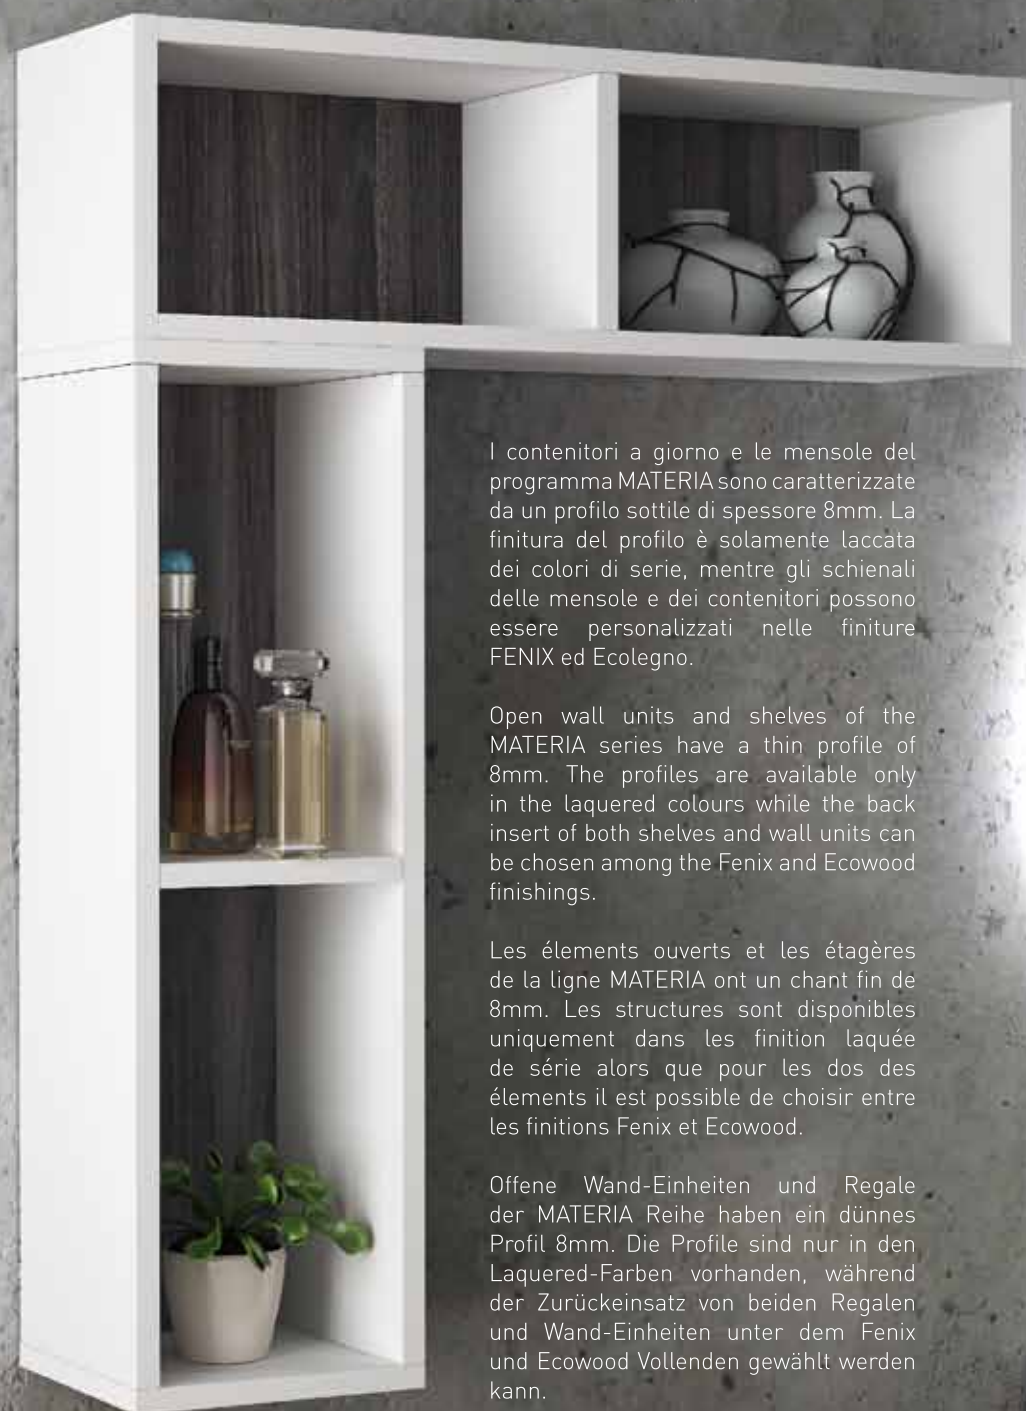 I contenitori a giorno e le mensole del
programma MATERIA sono caratterizzate
da un profilo sottile di spessore 8mm. La
finitura del profilo è solamente laccata
dei colori di serie, mentre gli schienali
delle mensole e dei contenitori possono
essere personalizzati nelle finiture
FENIX ed Ecolegno.

Open wall units and shelves of the
MATERIA series have a thin profile of
8mm. The profiles are available only
in the laquered colours while the back
insert of both shelves and wall units can
be chosen among the Fenix and Ecowood
finishings.

Les élements ouverts et les étagères
de la ligne MATERIA ont un chant fin de
8mm. Les structures sont disponibles
uniquement dans les finition laquée
de série alors que pour les dos des
élements il est possible de choisir entre
les finitions Fenix et Ecowood.

Offene Wand-Einheiten und Regale
der MATERIA Reihe haben ein dünnes
Profil 8mm. Die Profile sind nur in den
Laquered-Farben vorhanden, während
der Zurückeinsatz von beiden Regalen
und Wand-Einheiten unter dem Fenix
und Ecowood Vollenden gewählt werden
kann.